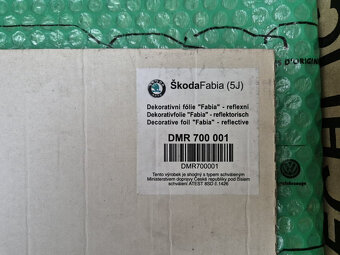 ŠkodaFabia (5J)
Dekorativní fólie "Fabia" - reflexní
Dekorativfolie "Fabia" - reflektorisch
Decorative foil "Fabia" - reflective
DMR 700 001
DMR700001
Tento výrobek je shodný s typem schváleným
Ministerstvem dopravy České republiky pod číslem
schválení ATEST 8SD č.1426
S D'ORIGINE